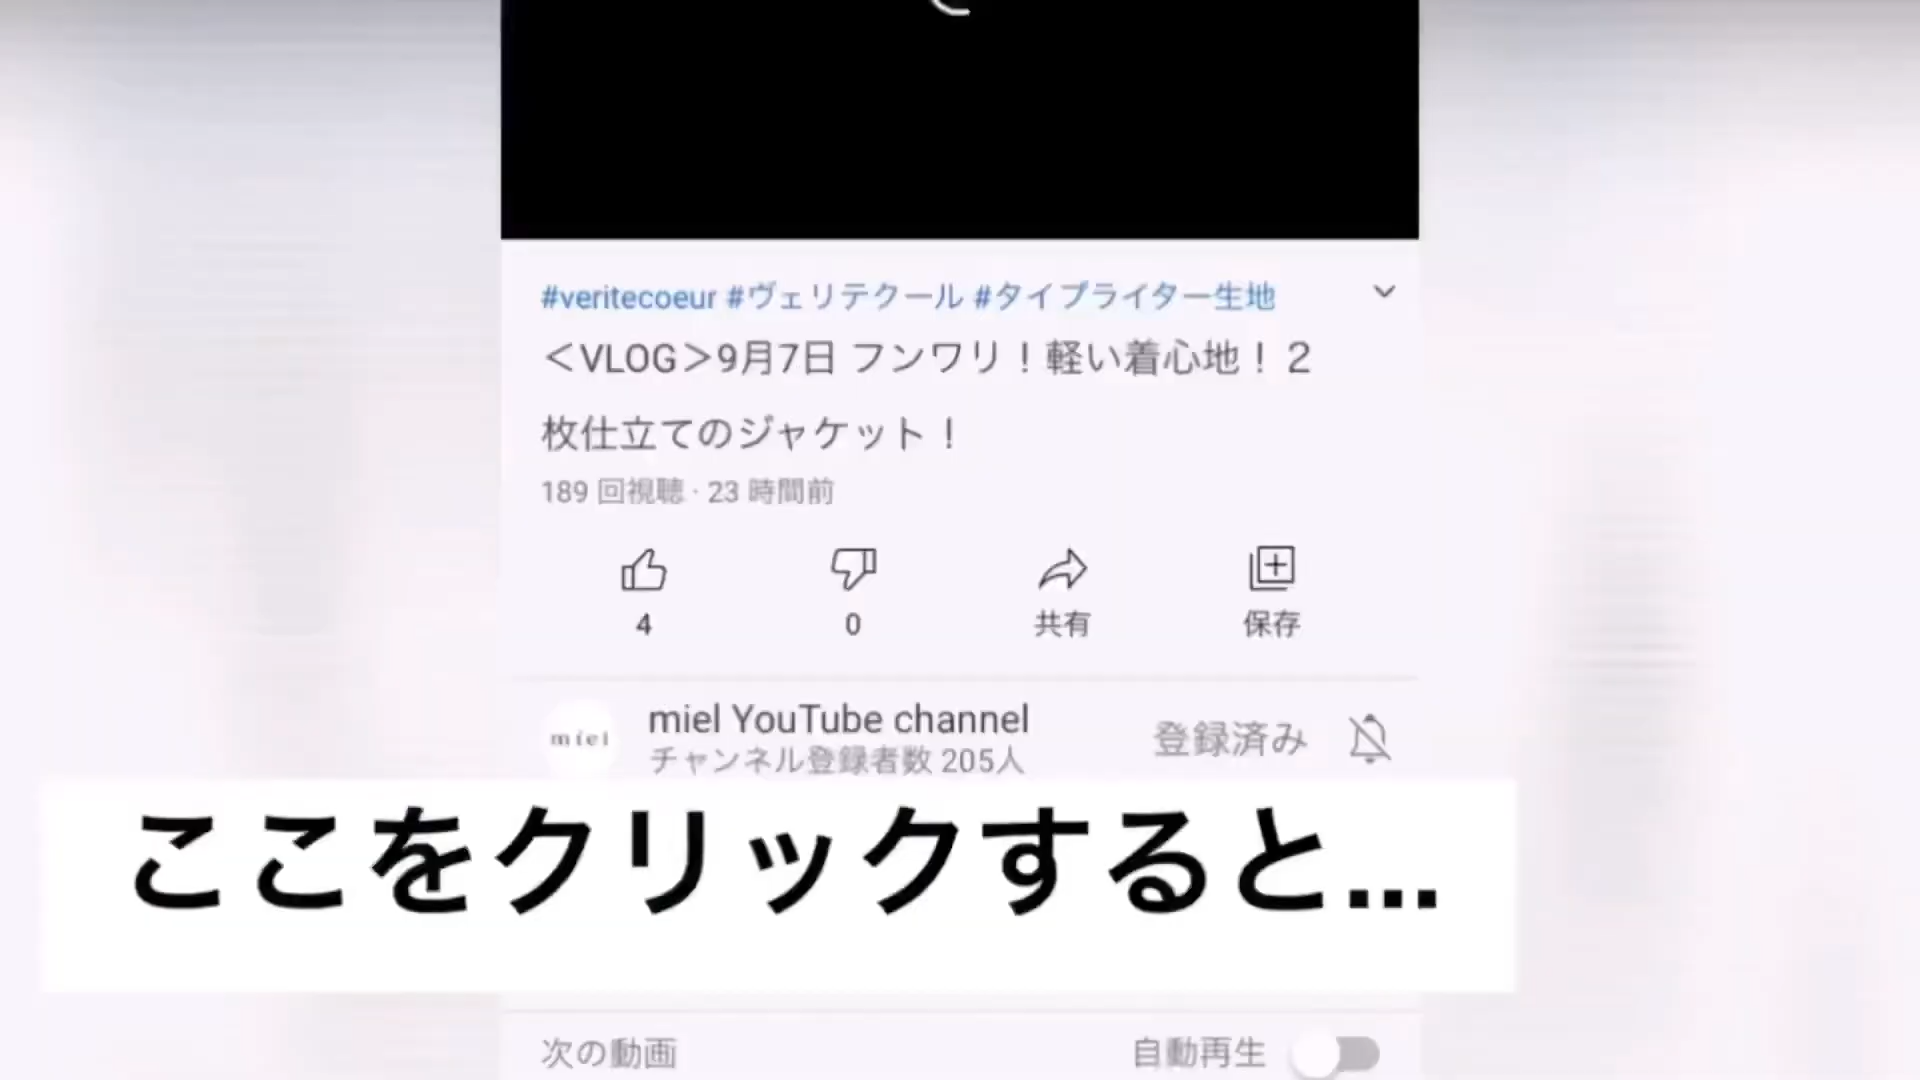 #veritecoeur #ヴェリテクール #タイプライター生地
＜VLOG＞9月7日 フンワリ！軽い着心地！２
枚仕立てのジャケット！
189 回視聴 · 23 時間前
4
0
共有
保存
miel
miel YouTube channel
チャンネル登録者数 205人
登録済み
ここをクリックすると...
次の動画
自動再生